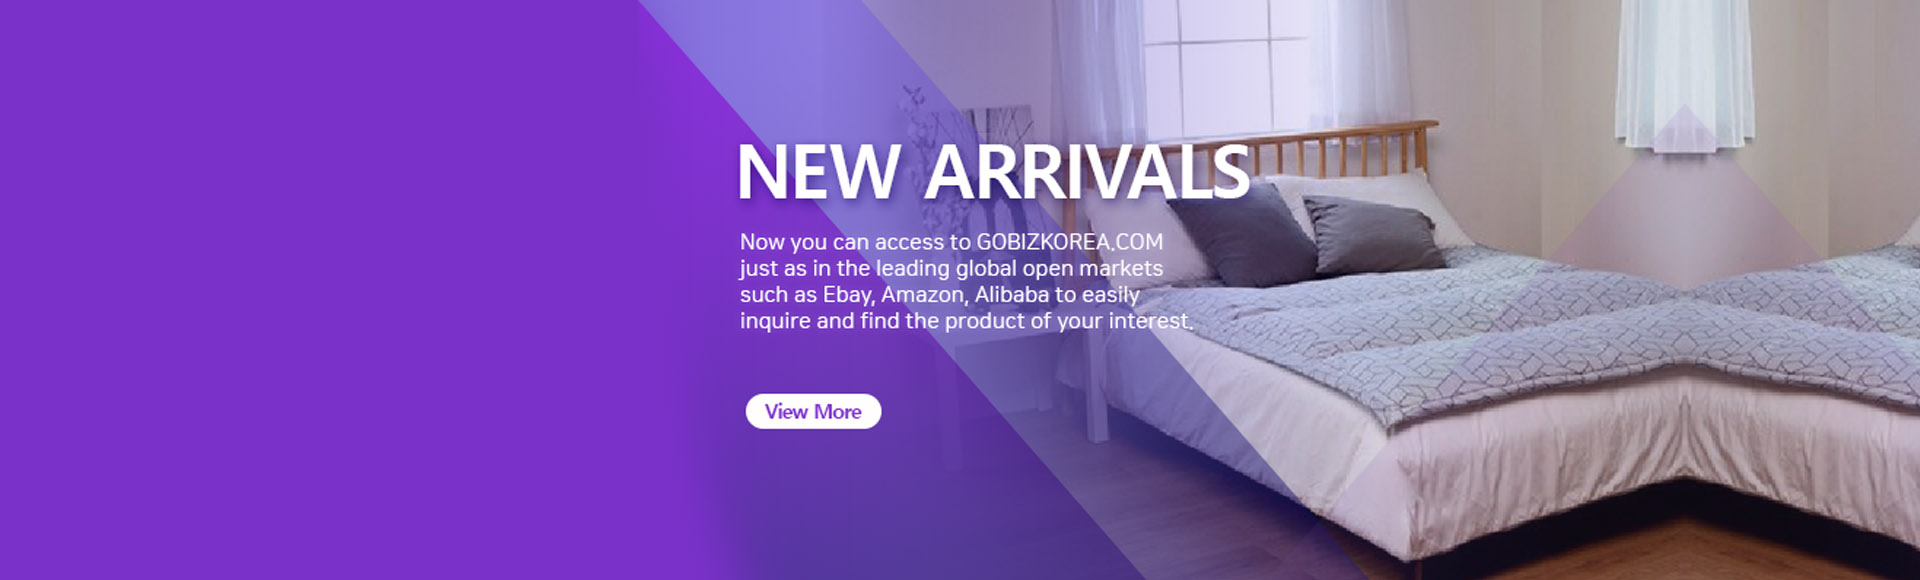 NEW ARRIVALS
Now you can access to GOBIZKOREA.COM
just as in the leading global open markets
such as Ebay, Amazon, Alibaba to easily
inquire and find the product of your interest.
View More